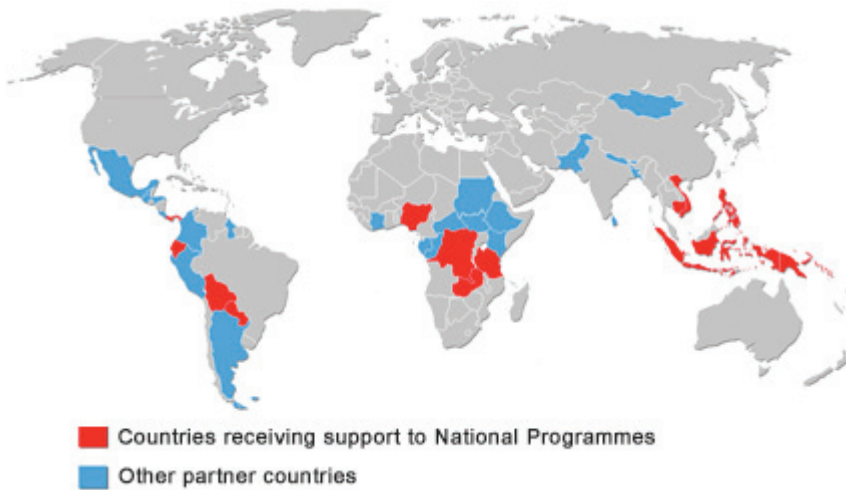 Countries receiving support to National Programmes
Other partner countries